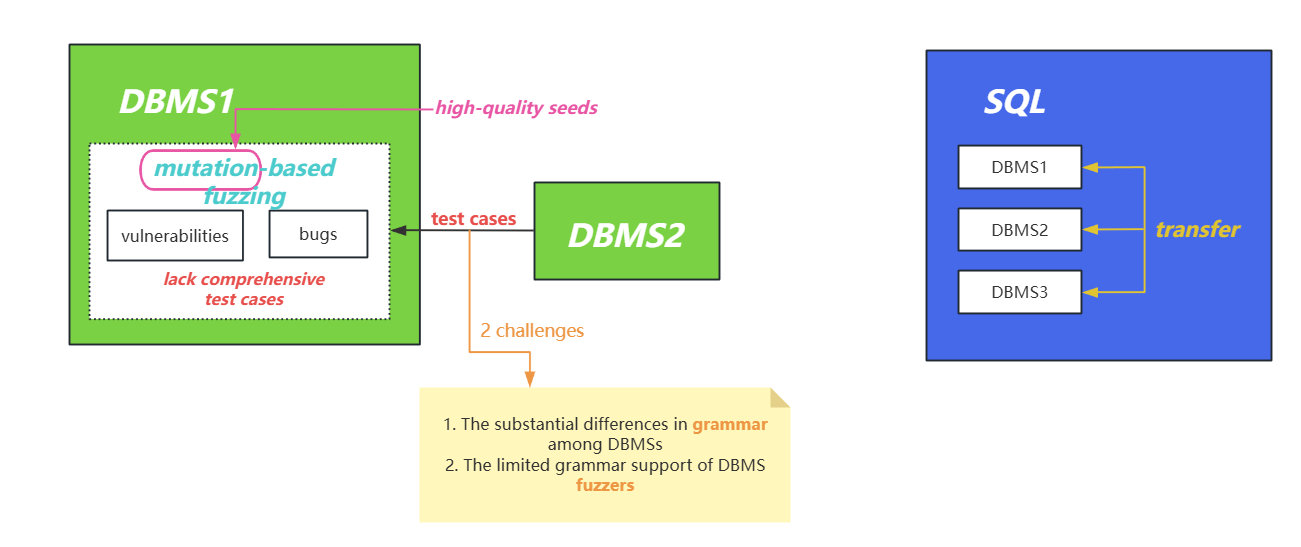 DBMS1
high-quality seeds
mutation-based
fuzzing
vulnerabilities
bugs
lack comprehensive
test cases
test cases
DBMS2
2 challenges
1. The substantial differences in grammar
among DBMSs
2. The limited grammar support of DBMS
fuzzers
SQL
DBMS1
DBMS2
DBMS3
transfer